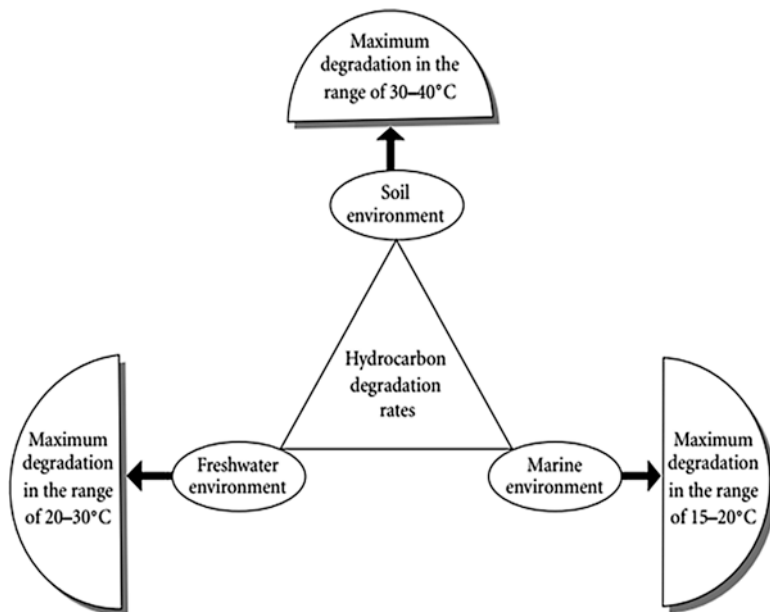 Maximum
degradation in the
range of 30–40°C
Soil
environment
Hydrocarbon
degradation
rates
Maximum
degradation
in the range
of 20–30°C
Freshwater
environment
Marine
environment
Maximum
degradation
in the range
of 15–20°C